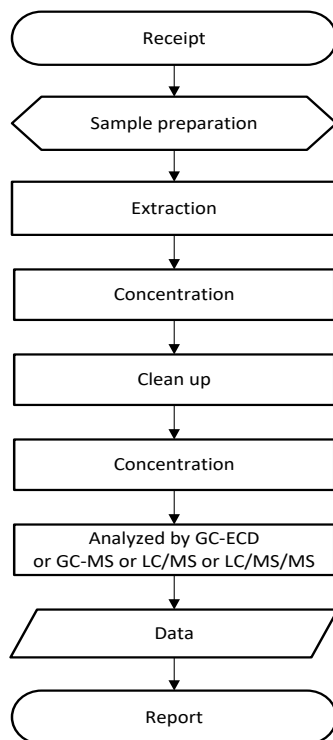 Receipt
Sample preparation
Extraction
Concentration
Clean up
Concentration
Analyzed by GC-ECD
or GC-MS or LC/MS or LC/MS/MS
Data
Report